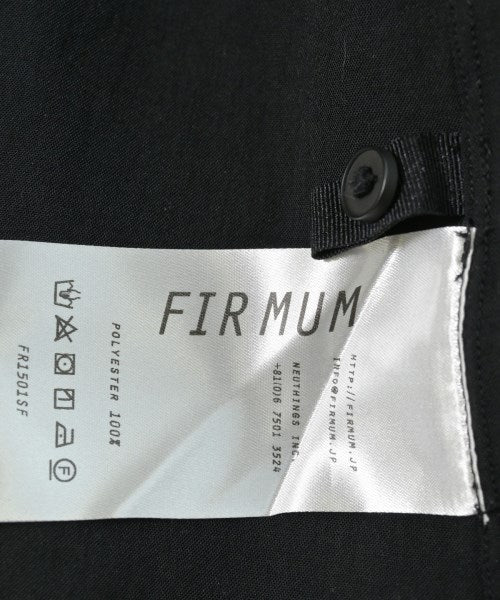 FIRMUM
HTTP://FIRMUM.JP
INFO@FIRMUM.JP
NEUTHINGS INC.
+81(0)6 7501 3524
POLYESTER 100%
FR1501SF